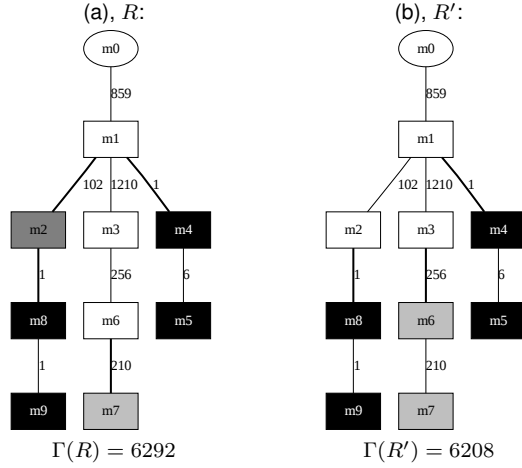 (a), R:
m0
859
m1
102
1210
1
m2
m3
m4
1
256
6
m8
m6
m5
1
210
m9
m7
Γ(R) = 6292
(b), R′:
m0
859
m1
102
1210
1
m2
m3
m4
1
256
6
m8
m6
m5
1
210
m9
m7
Γ(R′) = 6208